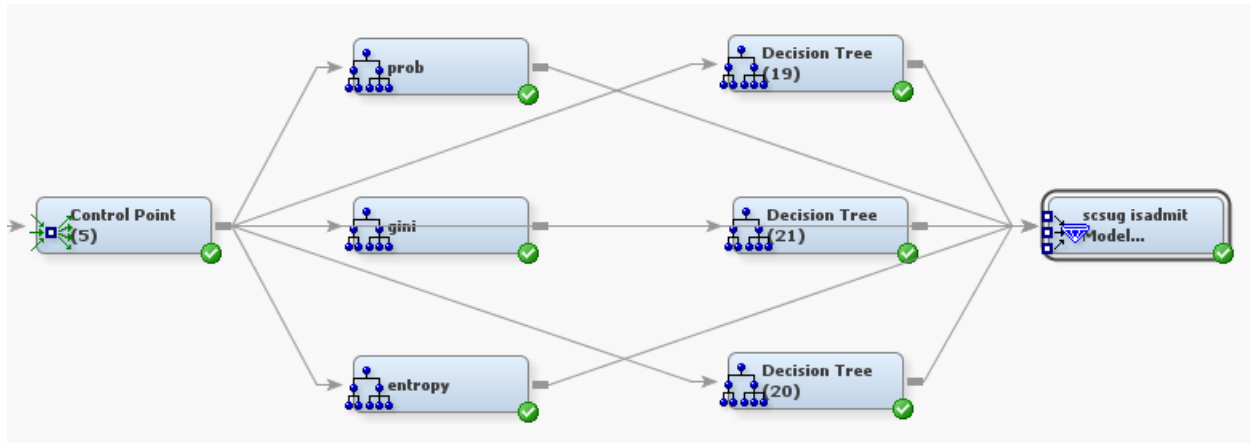 prob
Decision Tree
(19)
Control Point
(5)
gini
Decision Tree
(21)
scsug isadmit
Model...
entropy
Decision Tree
(20)